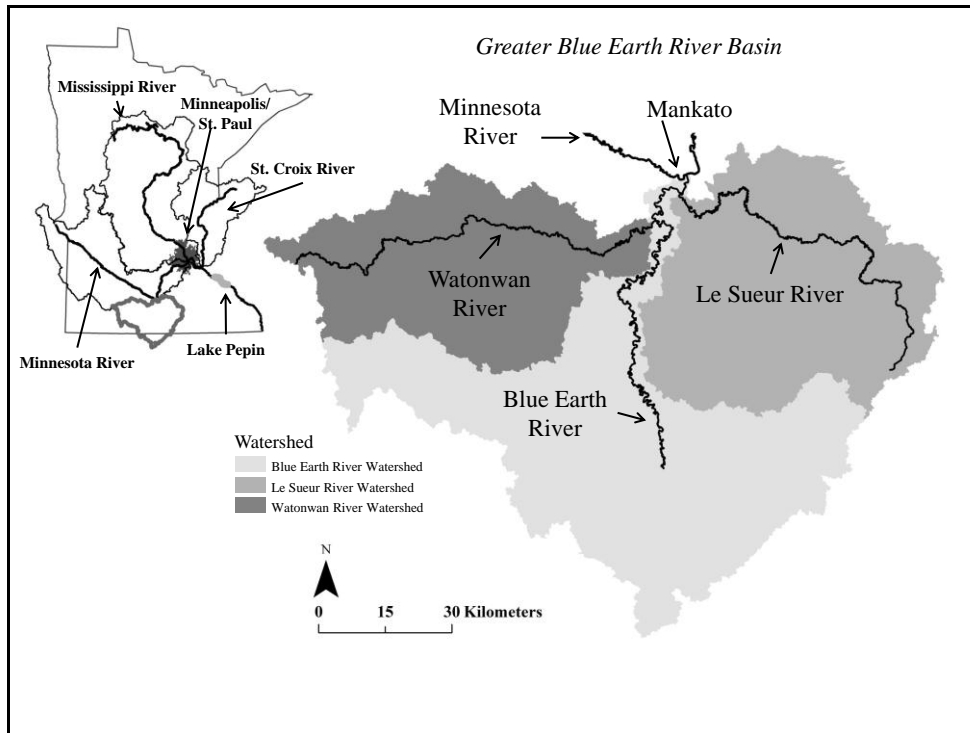 Greater Blue Earth River Basin
Mississippi River
Minneapolis/
St. Paul
St. Croix River
Minnesota River
Lake Pepin
Minnesota
River
Mankato
Watonwan
River
Le Sueur River
Blue Earth
River
Watershed
Blue Earth River Watershed
Le Sueur River Watershed
Watonwan River Watershed
N
0 15 30 Kilometers